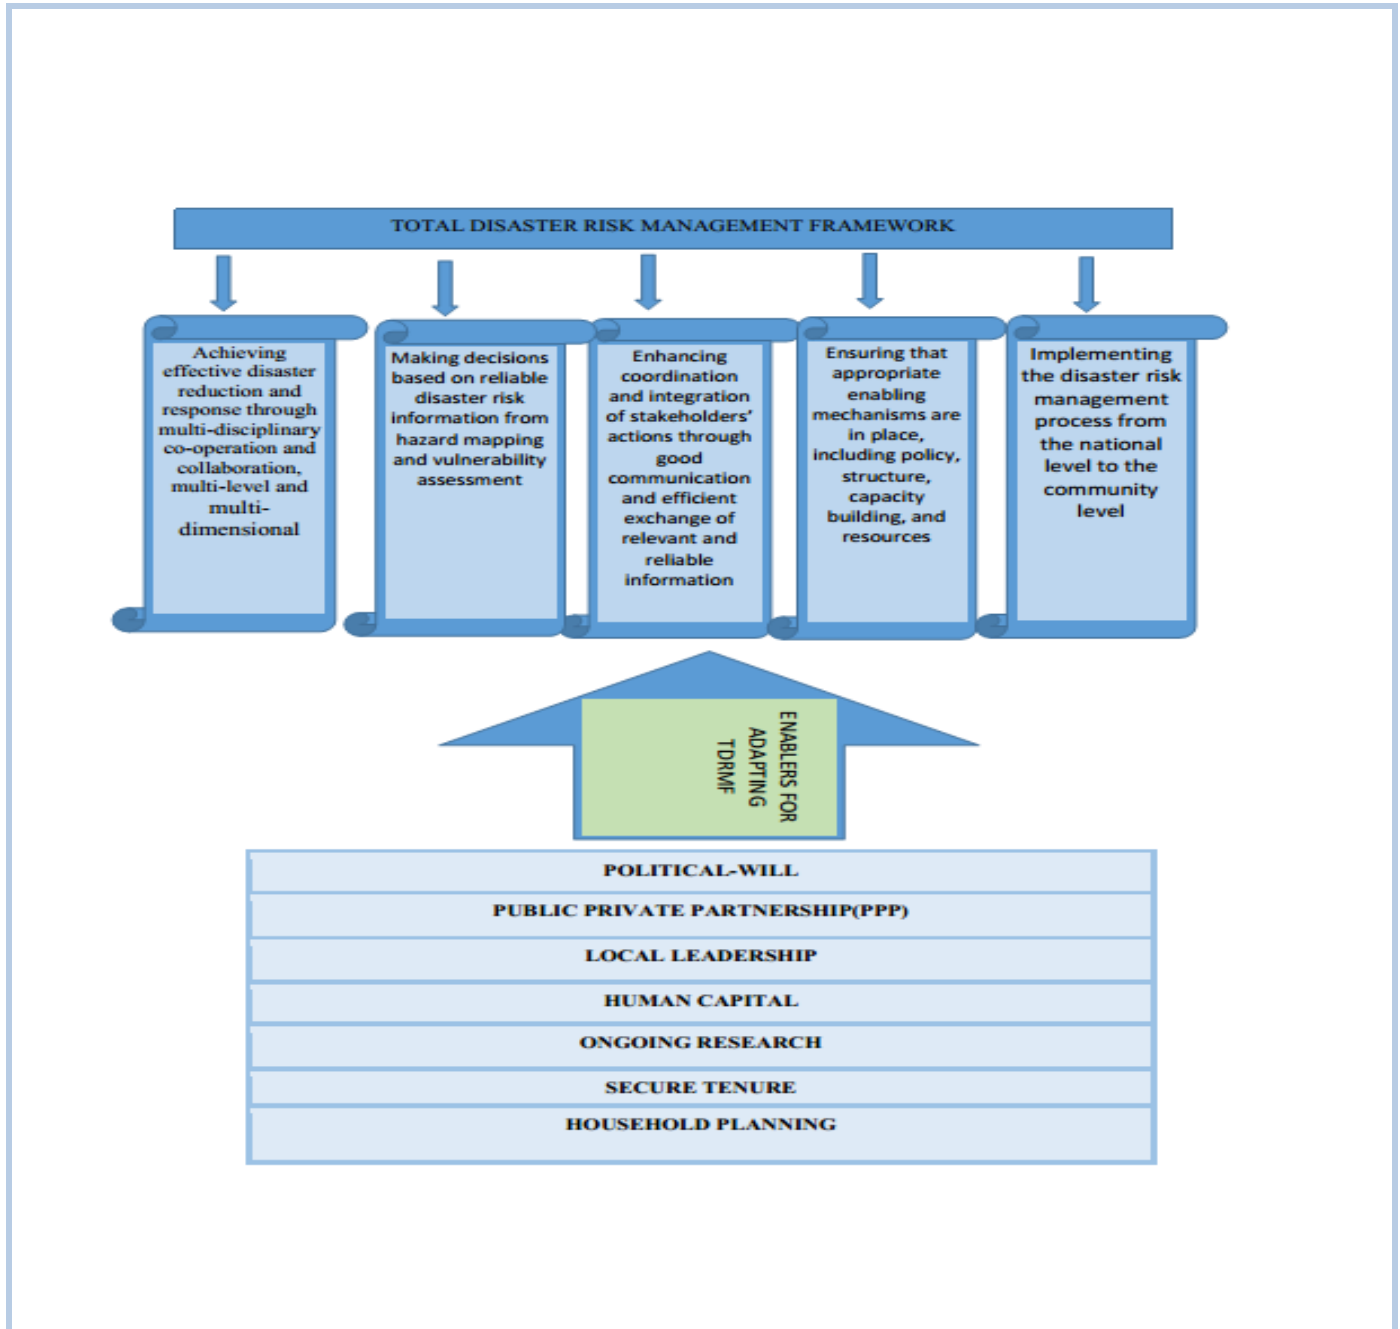 TOTAL DISASTER RISK MANAGEMENT FRAMEWORK
Achieving
effective disaster
reduction and
response through
multi-disciplinary
co-operation and
collaboration,
multi-level and
multi-
dimensional
Making decisions
based on reliable
disaster risk
information from
hazard mapping
and vulnerability
assessment
Enhancing
coordination
and integration
of stakeholders’
actions through
good
communication
and efficient
exchange of
relevant and
reliable
information
Ensuring that
appropriate
enabling
mechanisms are
in place,
including policy,
structure,
capacity
building, and
resources
Implementing
the disaster risk
management
process from
the national
level to the
community
level
ENABLERS FOR
ADAPTING
TDRMF
POLITICAL-WILL
PUBLIC PRIVATE PARTNERSHIP(PPP)
LOCAL LEADERSHIP
HUMAN CAPITAL
ONGOING RESEARCH
SECURE TENURE
HOUSEHOLD PLANNING